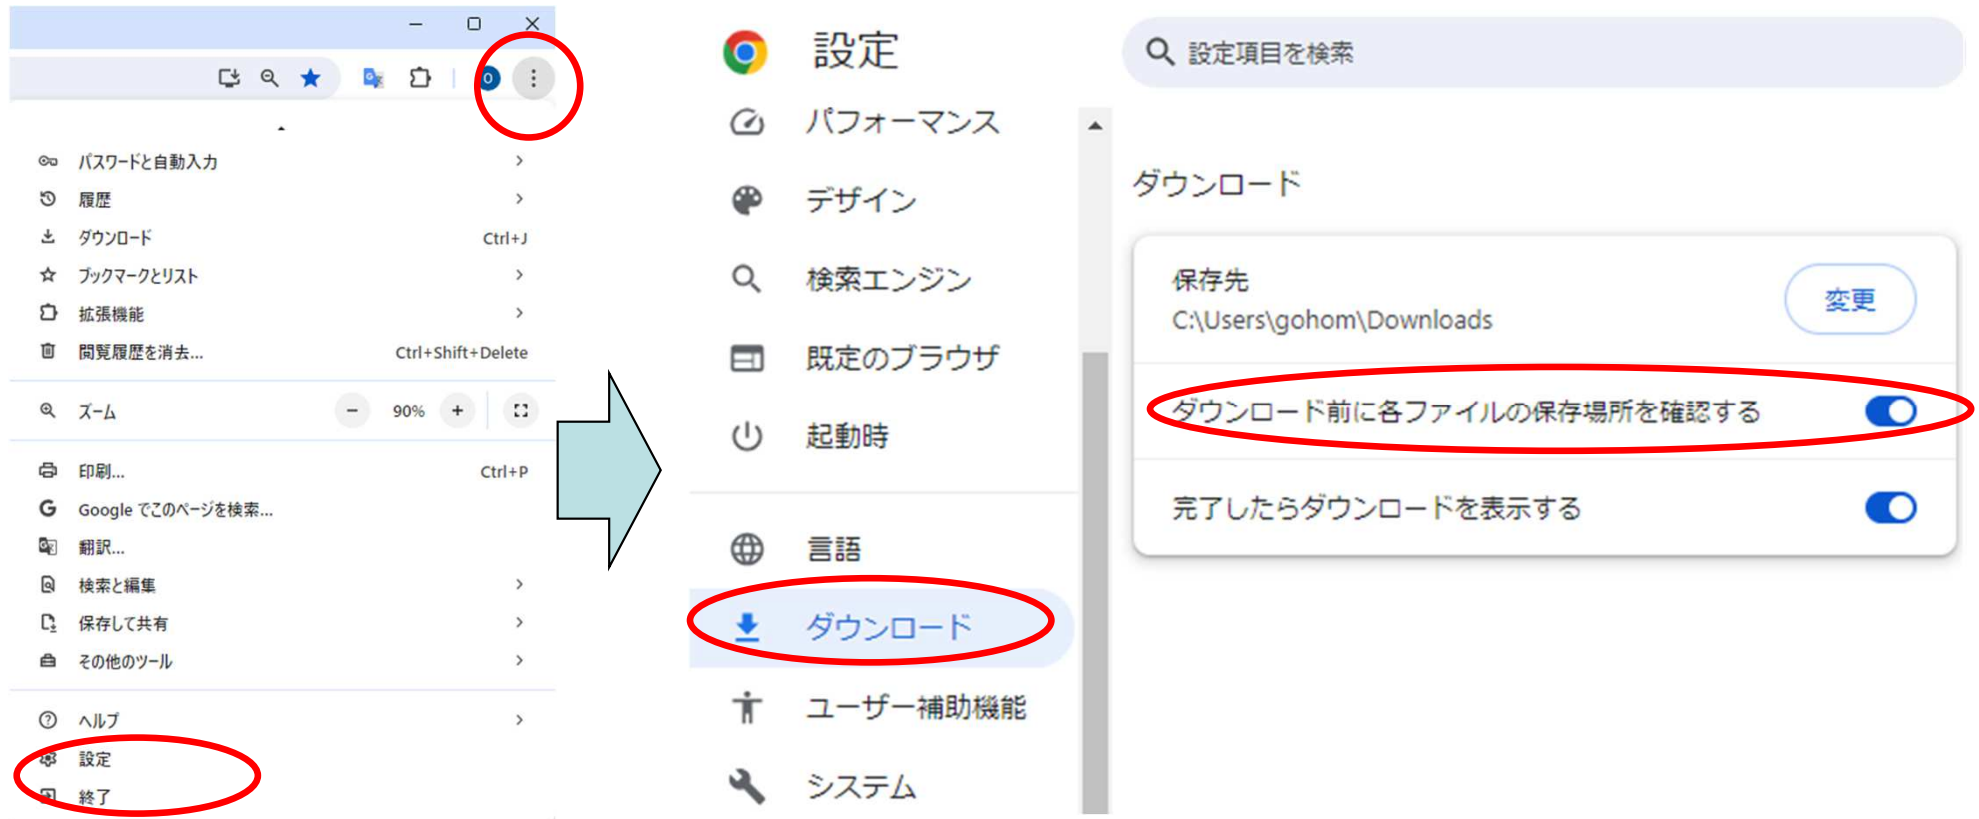 O
パスワードと自動入力
履歴
ダウンロード Ctrl+J
ブックマークとリスト
拡張機能
閲覧履歴を消去... Ctrl+Shift+Delete
ズーム - 90% +
印刷... Ctrl+P
Google でこのページを検索...
翻訳...
検索と編集
保存して共有
その他のツール
ヘルプ
設定
終了
設定
パフォーマンス
デザイン
検索エンジン
既定のブラウザ
起動時
言語
ダウンロード
ユーザー補助機能
システム
設定項目を検索
ダウンロード
保存先
C:\Users\gohom\Downloads
変更
ダウンロード前に各ファイルの保存場所を確認する
完了したらダウンロードを表示する